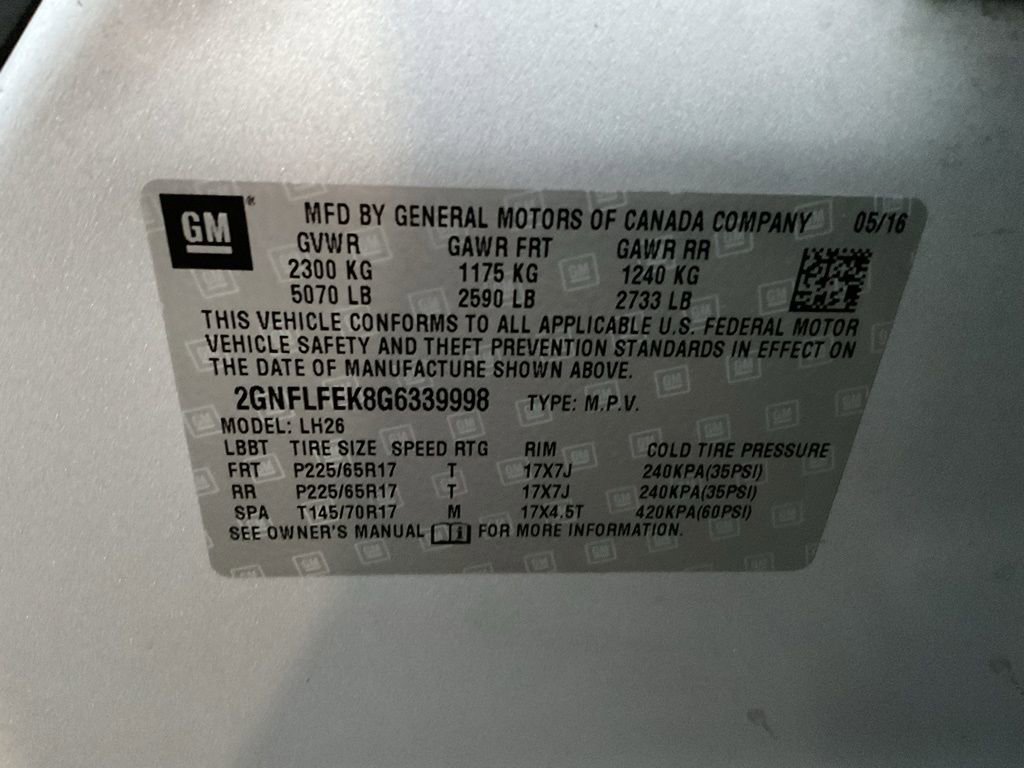 GM ® MFD BY GENERAL MOTORS OF CANADA COMPANY 05/16
GVWR GAWR FRT GAWR RR
2300 KG 1175 KG 1240 KG
5070 LB 2590 LB 2733 LB
THIS VEHICLE CONFORMS TO ALL APPLICABLE U.S. FEDERAL MOTOR
VEHICLE SAFETY AND THEFT PREVENTION STANDARDS IN EFFECT ON
THE DATE OF MANUFACTURE SHOWN ABOVE.
2GNFLFEK8G6339998 TYPE: M.P.V.
MODEL: LH26
LBBT TIRE SIZE SPEED RTG RIM COLD TIRE PRESSURE
FRT P225/65R17 T 17X7J 240KPA(35PSI)
RR P225/65R17 T 17X7J 240KPA(35PSI)
SPA T145/70R17 M 17X4.5T 420KPA(60PSI)
SEE OWNER'S MANUAL i FOR MORE INFORMATION.